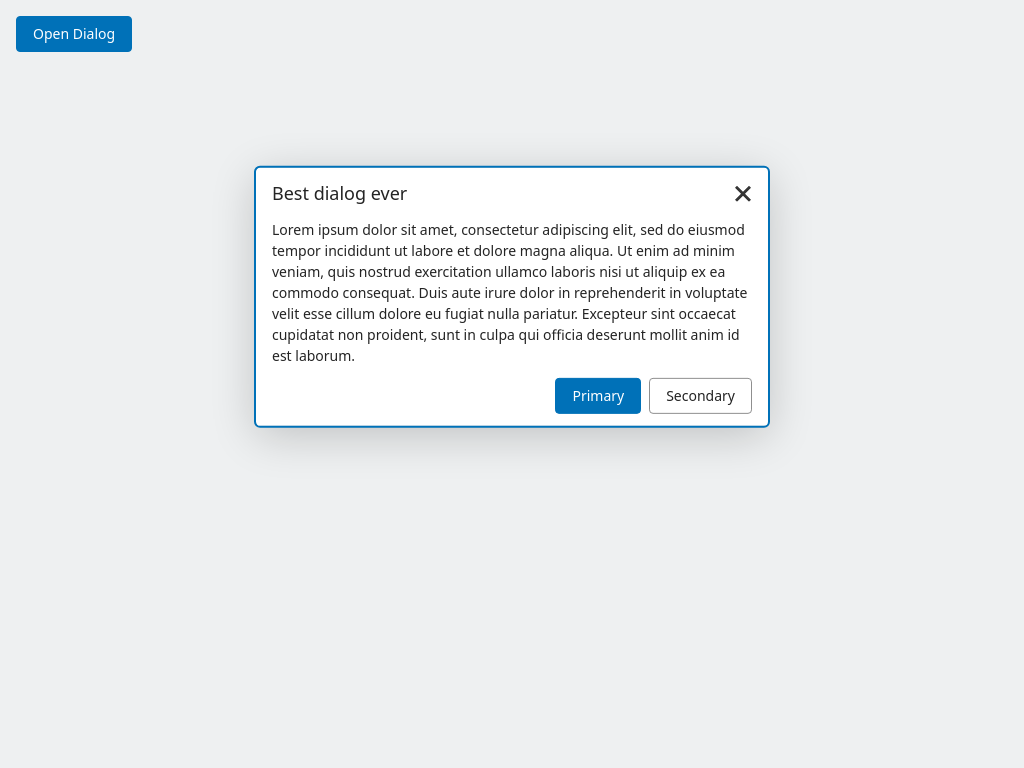 Open Dialog
Best dialog ever
Lorem ipsum dolor sit amet, consectetur adipiscing elit, sed do eiusmod
tempor incididunt ut labore et dolore magna aliqua. Ut enim ad minim
veniam, quis nostrud exercitation ullamco laboris nisi ut aliquip ex ea
commodo consequat. Duis aute irure dolor in reprehenderit in voluptate
velit esse cillum dolore eu fugiat nulla pariatur. Excepteur sint occaecat
cupidatat non proident, sunt in culpa qui officia deserunt mollit anim id
est laborum.
Primary Secondary